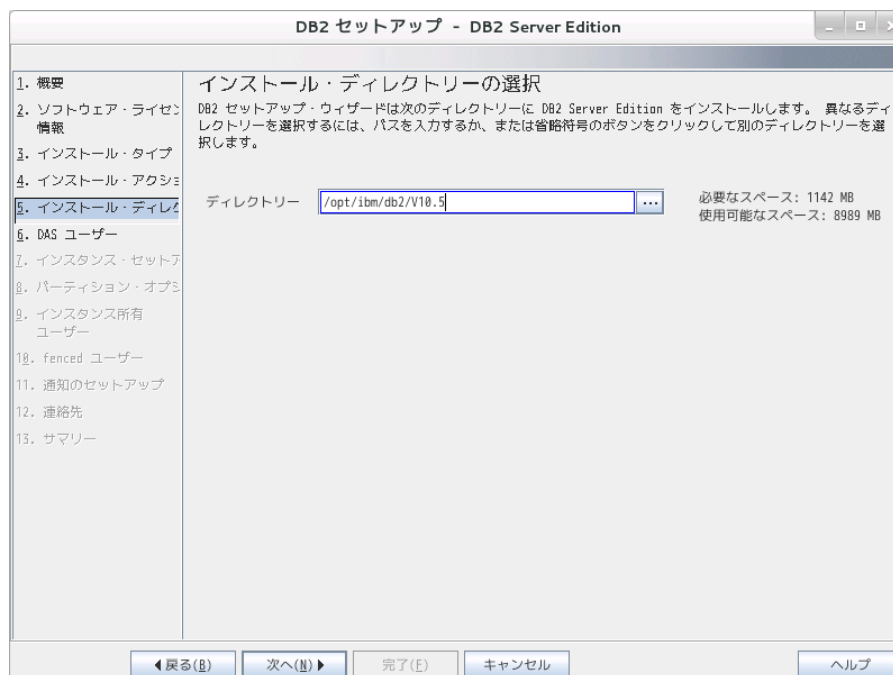 DB2 セットアップ - DB2 Server Edition
1. 概要
2. ソフトウェア・ライセン
情報
3. インストール・タイプ
4. インストール・アクショ
5. インストール・ディレク
6. DAS ユーザー
7. インスタンス・セットア
8. パーティション・オプシ
9. インスタンス所有
ユーザー
10. fenced ユーザー
11. 通知のセットアップ
12. 連絡先
13. サマリー
インストール・ディレクトリーの選択
DB2 セットアップ・ウィザードは次のディレクトリーに DB2 Server Edition をインストールします。 異なるディ
レクトリーを選択するには、パスを入力するか、または省略符号のボタンをクリックして別のディレクトリーを選
択します。
ディレクトリー
/opt/ibm/db2/V10.5
...
必要なスペース: 1142 MB
使用可能なスペース: 8989 MB
戻る(B)
次へ(N)
完了(F)
キャンセル
ヘルプ